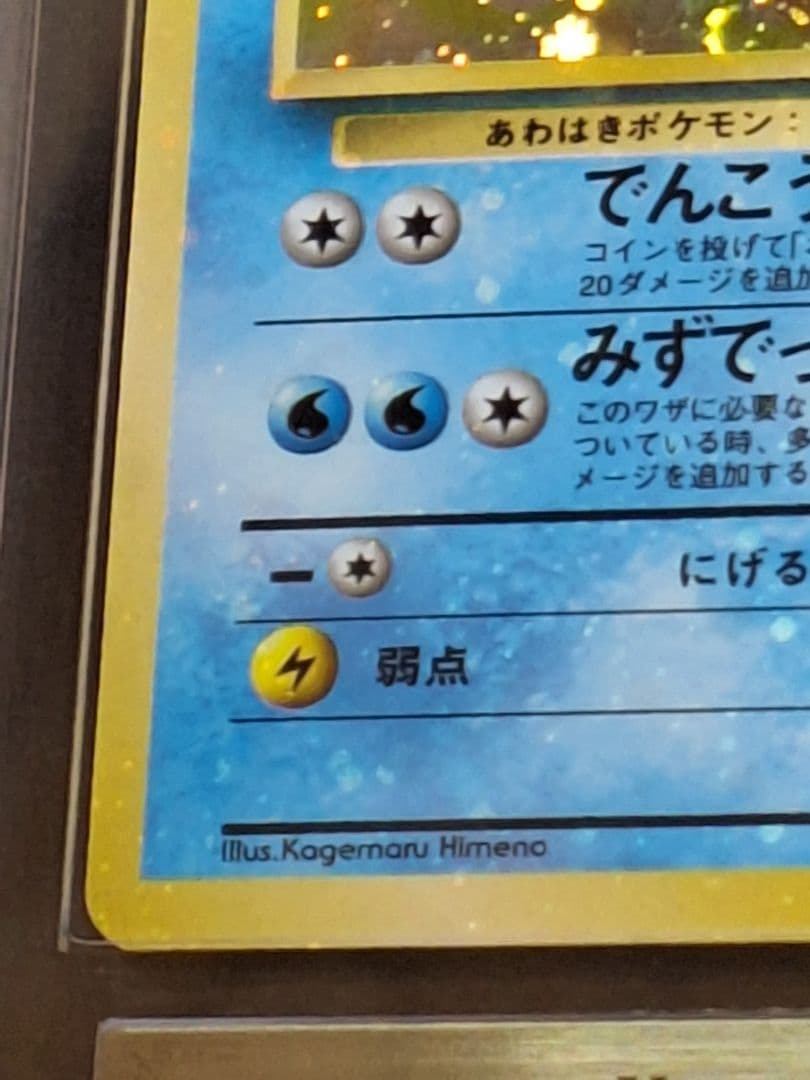 あわはきポケモン：
でんこう
コインを投げて「
20ダメージを追加
みずでっ
このワザに必要な
ついている時、多
メージを追加する
にげる
弱点
Illus.Kagemaru Himeno